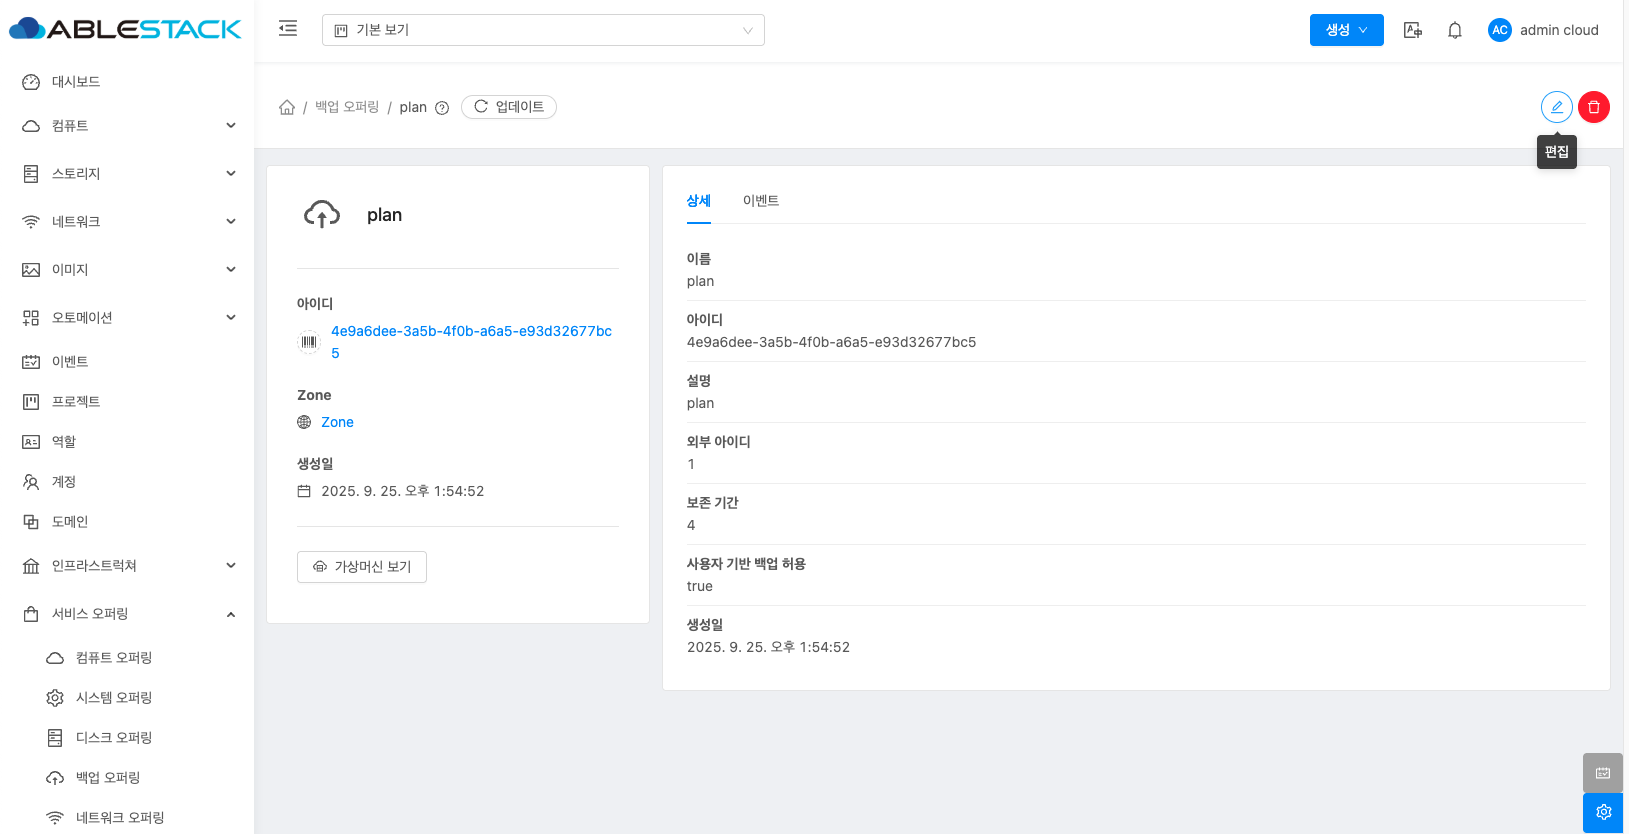 ABLESTACK
기본 보기
생성
AC
admin cloud
대시보드
컴퓨트
스토리지
네트워크
이미지
오토메이션
이벤트
프로젝트
역할
계정
도메인
인프라스트럭쳐
서비스 오퍼링
컴퓨트 오퍼링
시스템 오퍼링
디스크 오퍼링
백업 오퍼링
네트워크 오퍼링
/ 백업 오퍼링 / plan
업데이트
편집
plan
아이디
4e9a6dee-3a5b-4f0b-a6a5-e93d32677bc
5
Zone
Zone
생성일
2025. 9. 25. 오후 1:54:52
가상머신 보기
상세
이벤트
이름
plan
아이디
4e9a6dee-3a5b-4f0b-a6a5-e93d32677bc5
설명
plan
외부 아이디
1
보존 기간
4
사용자 기반 백업 허용
true
생성일
2025. 9. 25. 오후 1:54:52